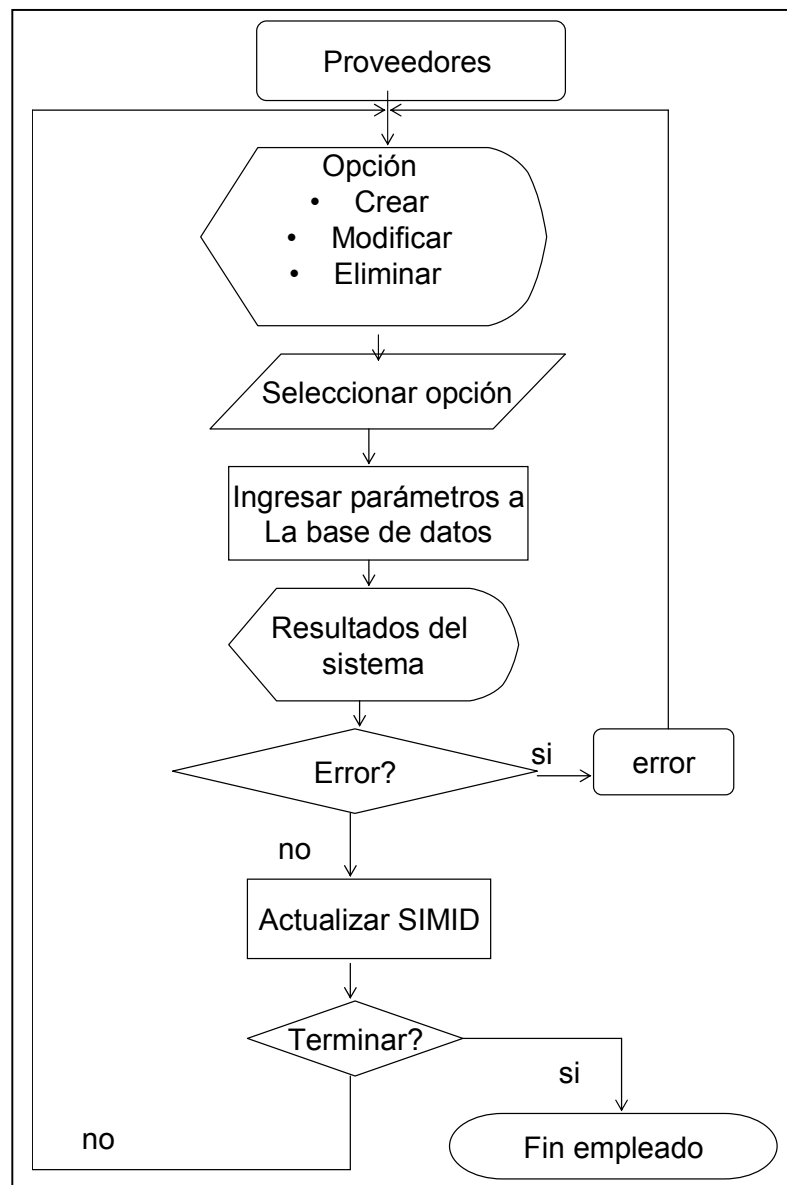 Proveedores
Opción
• Crear
• Modificar
• Eliminar
Seleccionar opción
Ingresar parámetros a
La base de datos
Resultados del
sistema
Error?
si
error
no
Actualizar SIMID
Terminar?
si
no
Fin empleado